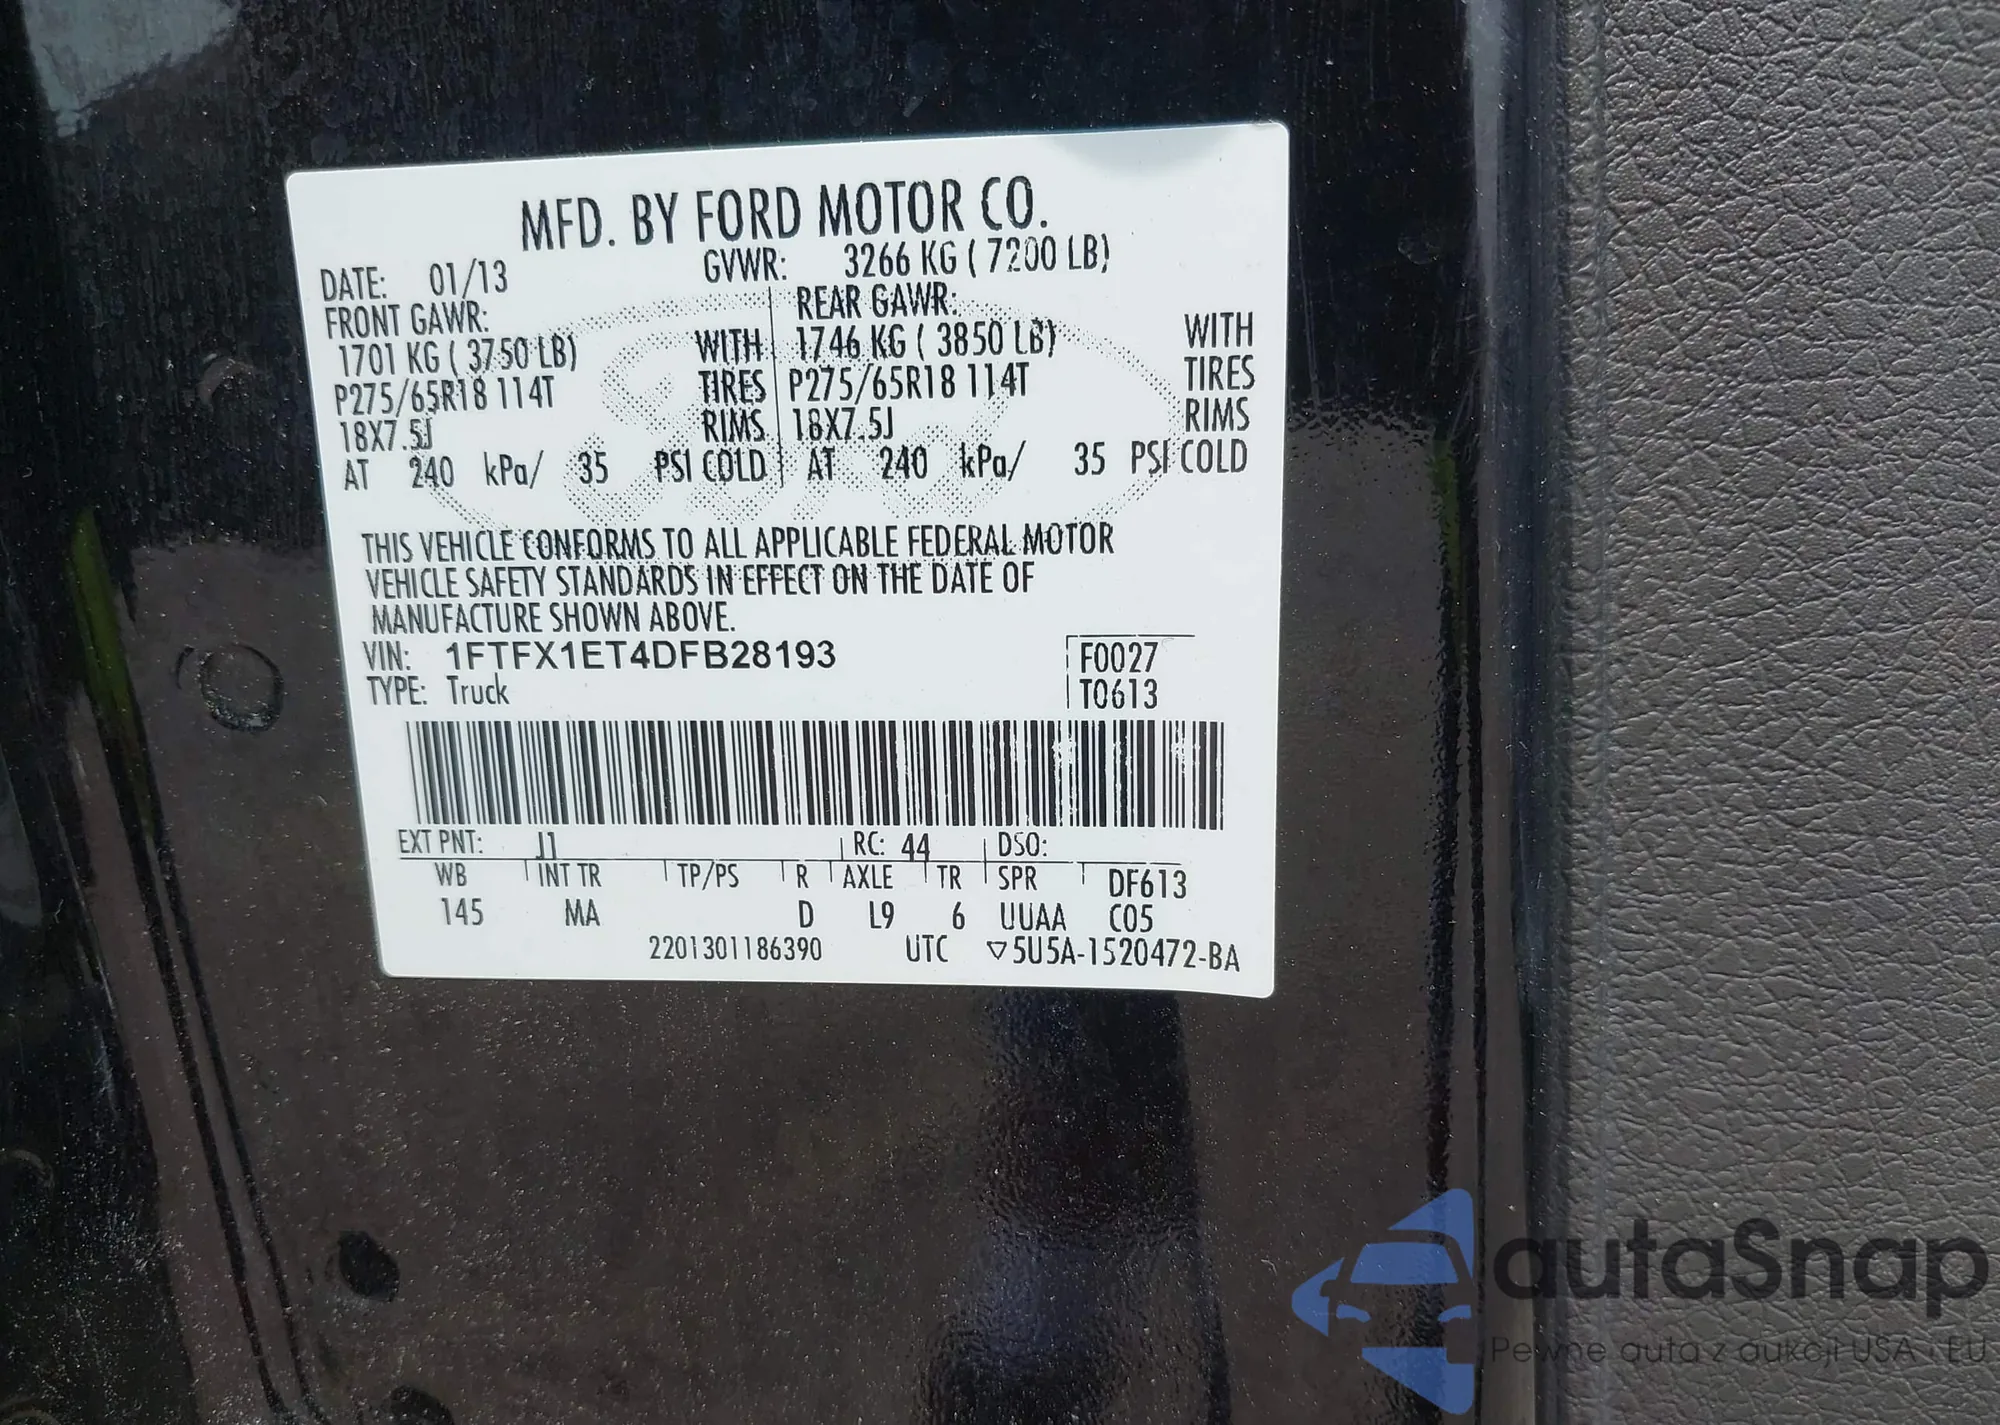 MFD. BY FORD MOTOR CO.
DATE: 01/13 GVWR: 3266 KG ( 7200 LB)
FRONT GAWR: REAR GAWR:
1701 KG ( 3750 LB) WITH 1746 KG ( 3850 LB) WITH
P275/65R18 114T TIRES P275/65R18 114T TIRES
18X7.5J RIMS 18X7.5J RIMS
AT 240 kPa/ 35 PSI COLD AT 240 kPa/ 35 PSI COLD
THIS VEHICLE CONFORMS TO ALL APPLICABLE FEDERAL MOTOR
VEHICLE SAFETY STANDARDS IN EFFECT ON THE DATE OF
MANUFACTURE SHOWN ABOVE.
VIN: 1FTFX1ET4DFB28193 F0027
TYPE: Truck T0613
EXT PNT: J1 RC: 44 DSO:
WB INT TR TP/PS R AXLE TR SPR DF613
145 MA D L9 6 UUAA C05
2201301186390 UTC ▽5U5A-1520472-BA
autaSnap
Pewne auta z aukcji USA i EU